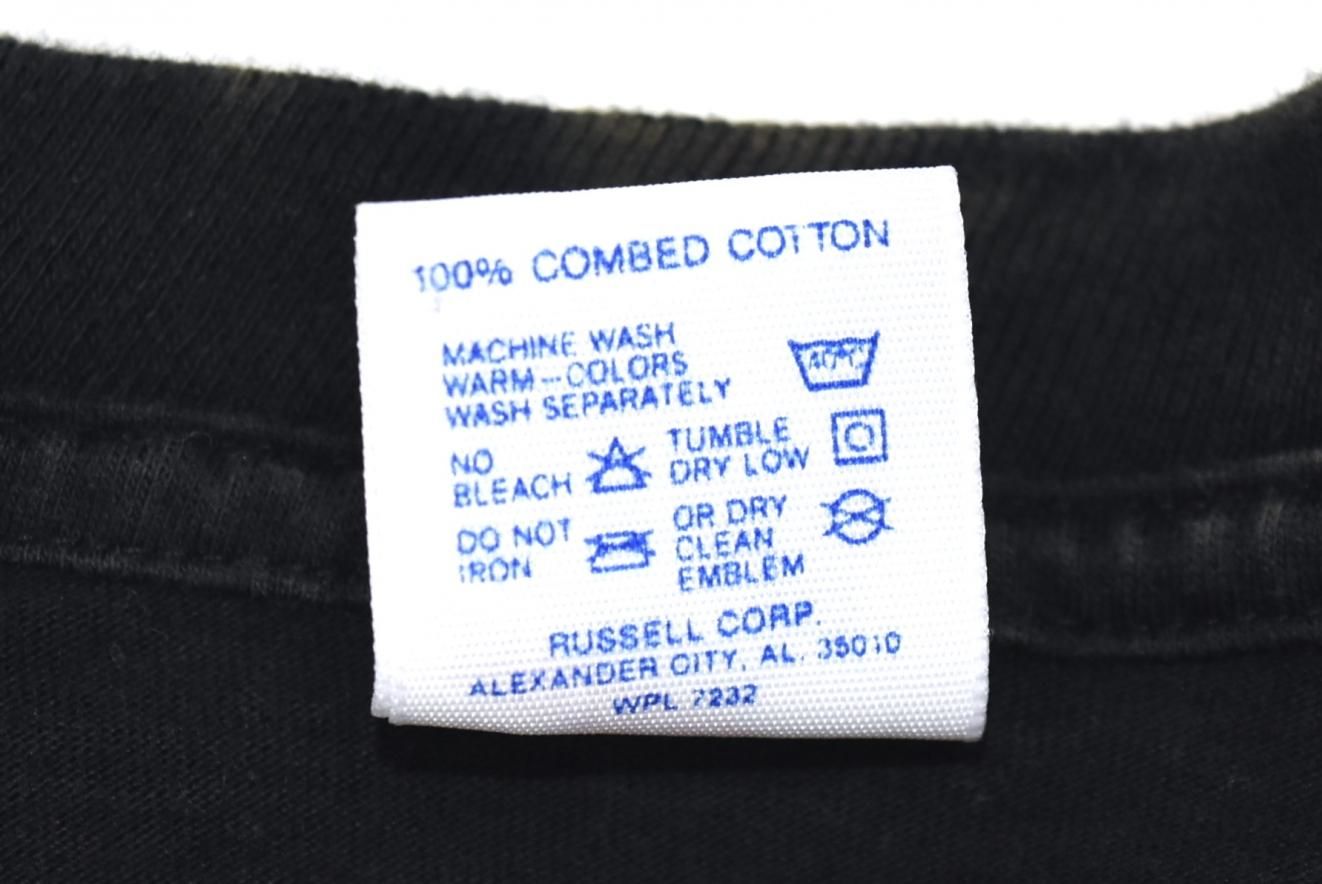 100% COMBED COTTON
MACHINE WASH
WARM--COLORS
WASH SEPARATELY
40°C
NO
BLEACH
TUMBLE
DRY LOW
DO NOT
IRON
OR DRY
CLEAN
EMBLEM
RUSSELL CORP.
ALEXANDER CITY, AL. 35010
WPL 7232